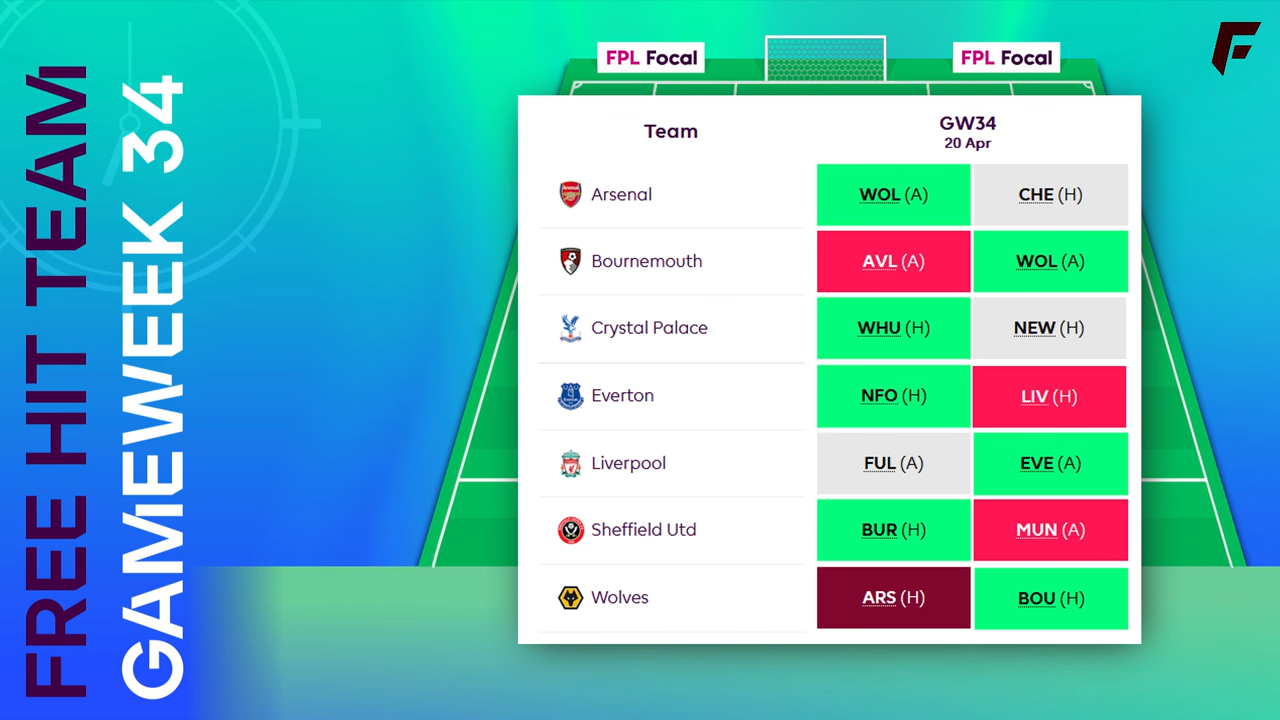 FREE HIT TEAM
GAMEWEEK 34
FPL Focal
FPL Focal
F
Team GW34
20 Apr
Arsenal WOL (A) CHE (H)
Bournemouth AVL (A) WOL (A)
Crystal Palace WHU (H) NEW (H)
Everton NFO (H) LIV (H)
Liverpool FUL (A) EVE (A)
Sheffield Utd BUR (H) MUN (A)
Wolves ARS (H) BOU (H)